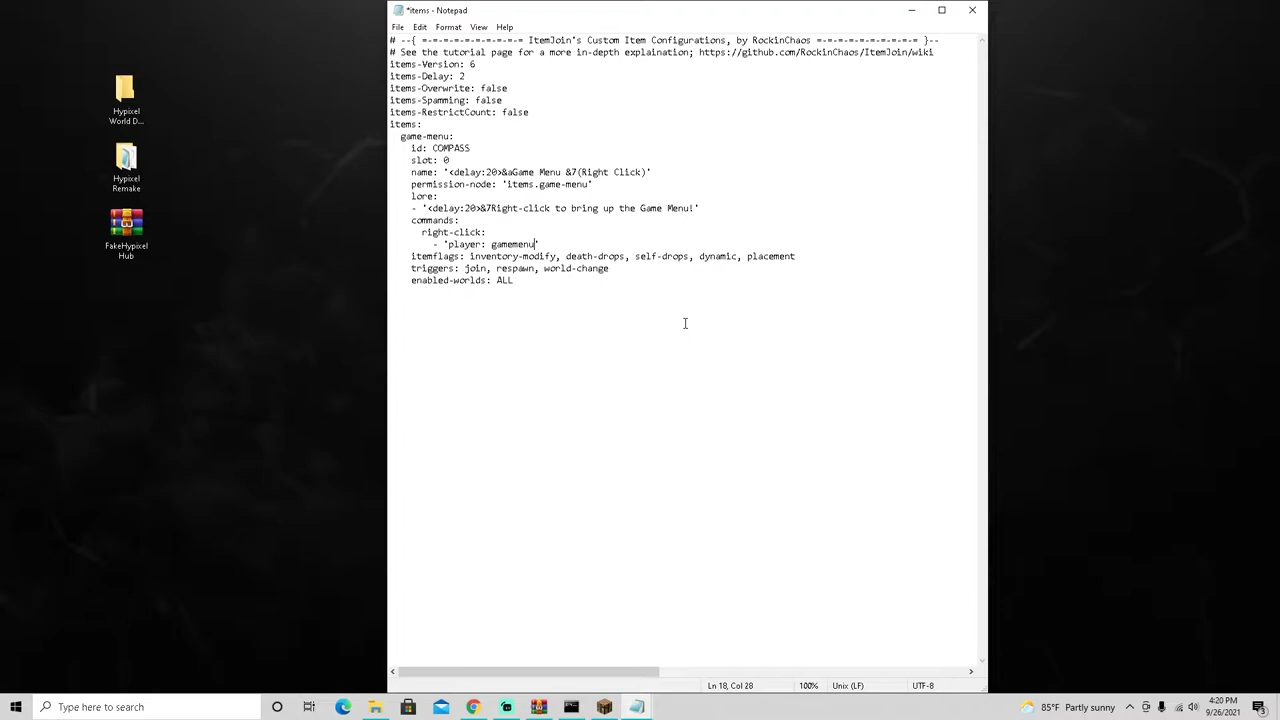 *items - Notepad
File Edit Format View Help
# --{ =-=-=-=-=-=-=-=-=-= ItemJoin's Custom Item Configurations, by RockinChaos =-=-=-=-=-=-=-=-=-= }--
# See the tutorial page for a more in-depth explaination; https://github.com/RockinChaos/ItemJoin/wiki
items-Version: 6
items-Delay: 2
items-Overwrite: false
items-Spamming: false
items-RestrictCount: false
items:
game-menu:
id: COMPASS
slot: 0
name: '<delay:20>&aGame Menu &7(Right Click)'
permission-node: 'items.game-menu'
lore:
- '<delay:20>&7Right-click to bring up the Game Menu!'
commands:
right-click:
- 'player: gamemenu'
itemflags: inventory-modify, death-drops, self-drops, dynamic, placement
triggers: join, respawn, world-change
enabled-worlds: ALL
Hypixel
World D...
Hypixel
Remake
FakeHypixel
Hub
Ln 18, Col 28 100% Unix (LF) UTF-8
Type here to search
85°F Partly sunny
4:20 PM
9/26/2021
3